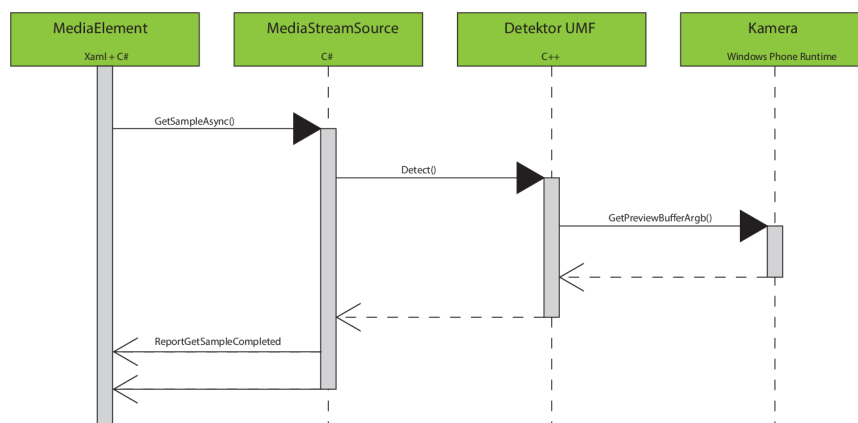 MediaElement
Xaml + C#
MediaStreamSource
C#
Detektor UMF
C++
Kamera
Windows Phone Runtime
GetSampleAsync()
Detect()
GetPreviewBufferArgb()
ReportGetSampleCompleted